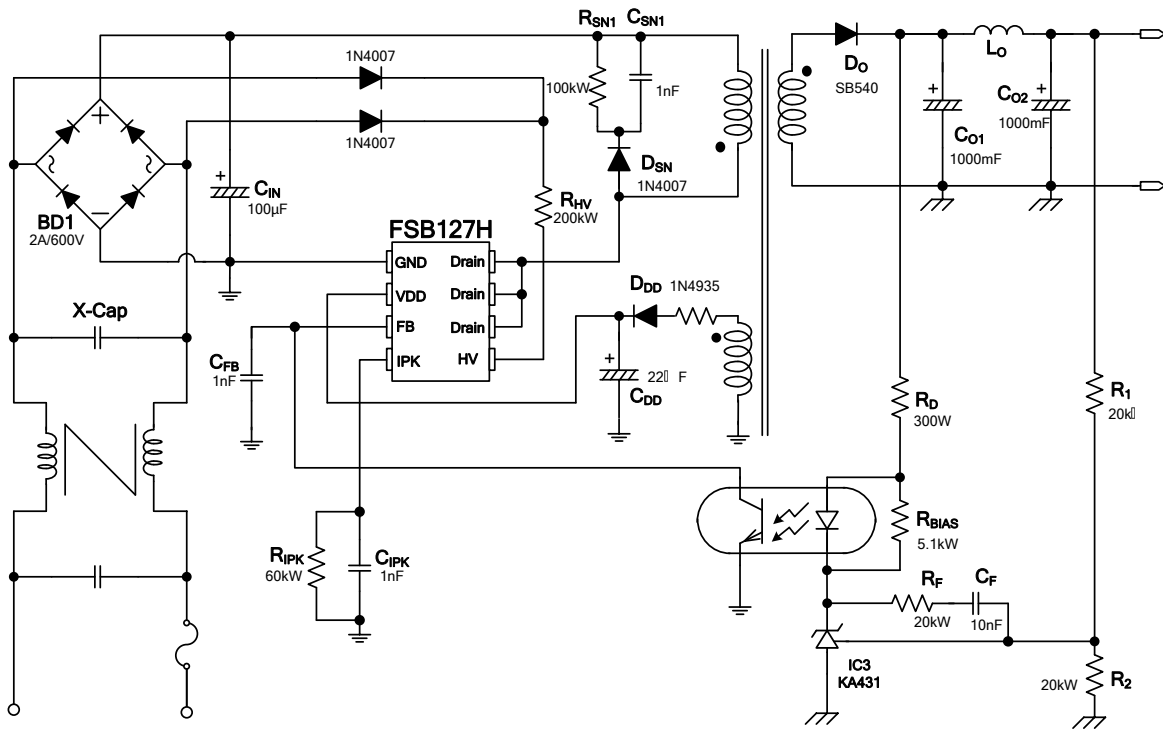 RSN1
CSN1
1N4007
100kW
1nF
1N4007
DSN
1N4007
DO
SB540
LO
CO1
1000mF
CO2
1000mF
BD1
2A/600V
CIN
100µF
RHV
200kW
FSB127H
GND
VDD
FB
IPK
Drain
Drain
Drain
HV
X-Cap
CFB
1nF
DDD
1N4935
22▯ F
CDD
RD
300W
R1
20k▯
RBIAS
5.1kW
RIPK
60kW
CIPK
1nF
RF
20kW
CF
10nF
IC3
KA431
20kW
R2